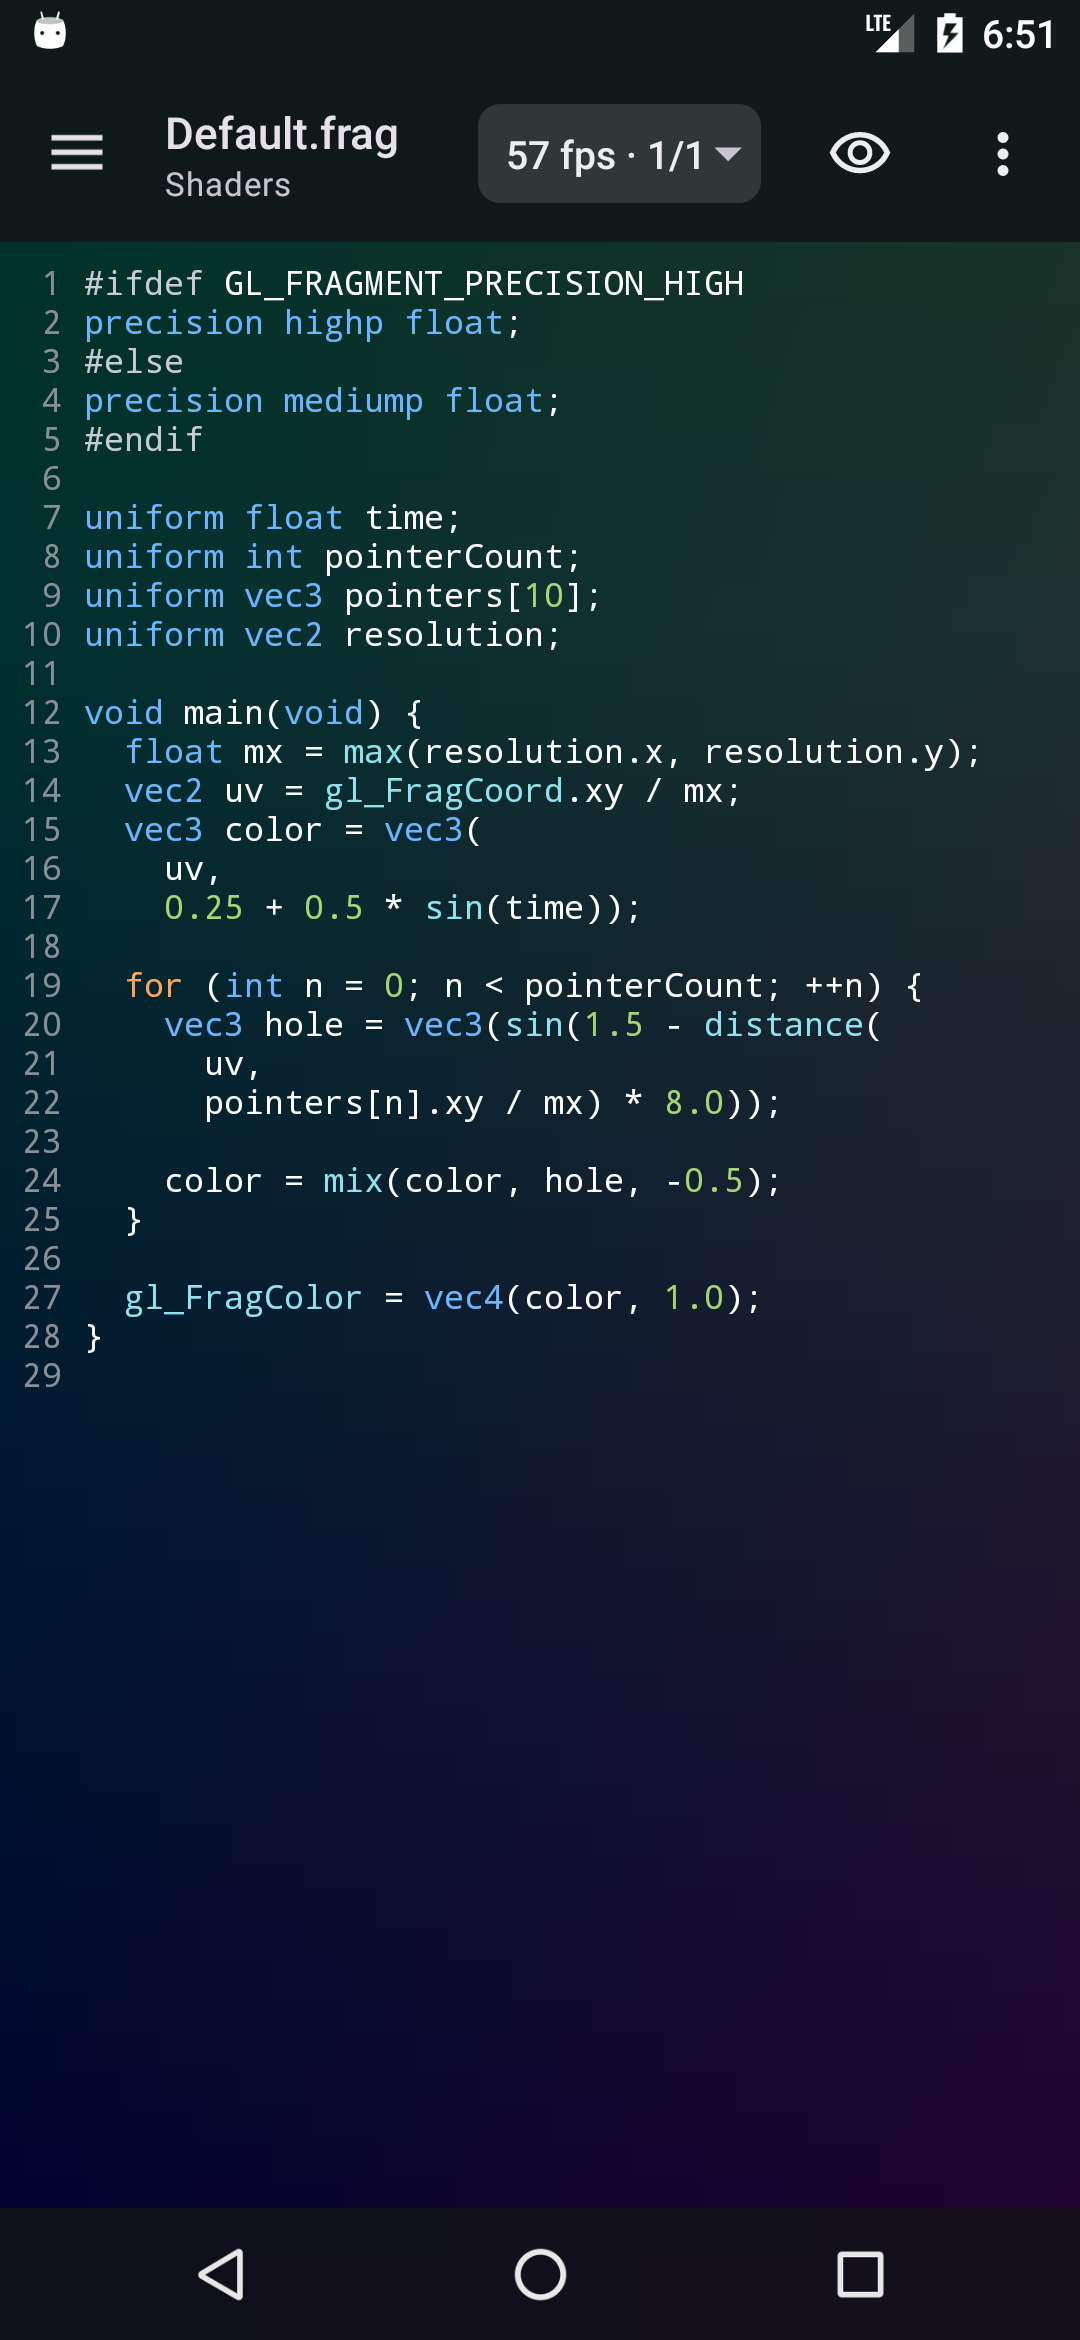 LTE 6:51
Default.frag
Shaders
57 fps · 1/1
1 #ifdef GL_FRAGMENT_PRECISION_HIGH
2 precision highp float;
3 #else
4 precision mediump float;
5 #endif
6
7 uniform float time;
8 uniform int pointerCount;
9 uniform vec3 pointers[10];
10 uniform vec2 resolution;
11
12 void main(void) {
13   float mx = max(resolution.x, resolution.y);
14   vec2 uv = gl_FragCoord.xy / mx;
15   vec3 color = vec3(
16     uv,
17     0.25 + 0.5 * sin(time));
18
19   for (int n = 0; n < pointerCount; ++n) {
20     vec3 hole = vec3(sin(1.5 - distance(
21       uv,
22       pointers[n].xy / mx) * 8.0));
23
24     color = mix(color, hole, -0.5);
25   }
26
27   gl_FragColor = vec4(color, 1.0);
28 }
29